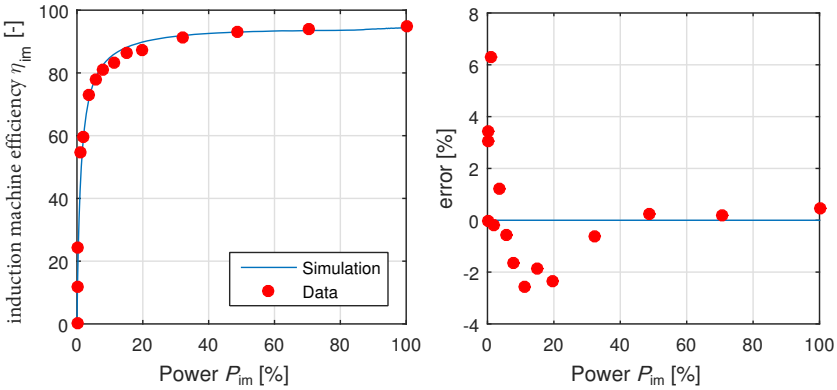 induction machine efficiency η_im [-]
100
80
60
40
20
0
0 20 40 60 80 100
Power P_im [%]
Simulation
Data
error [%]
8
6
4
2
0
-2
-4
0 20 40 60 80 100
Power P_im [%]